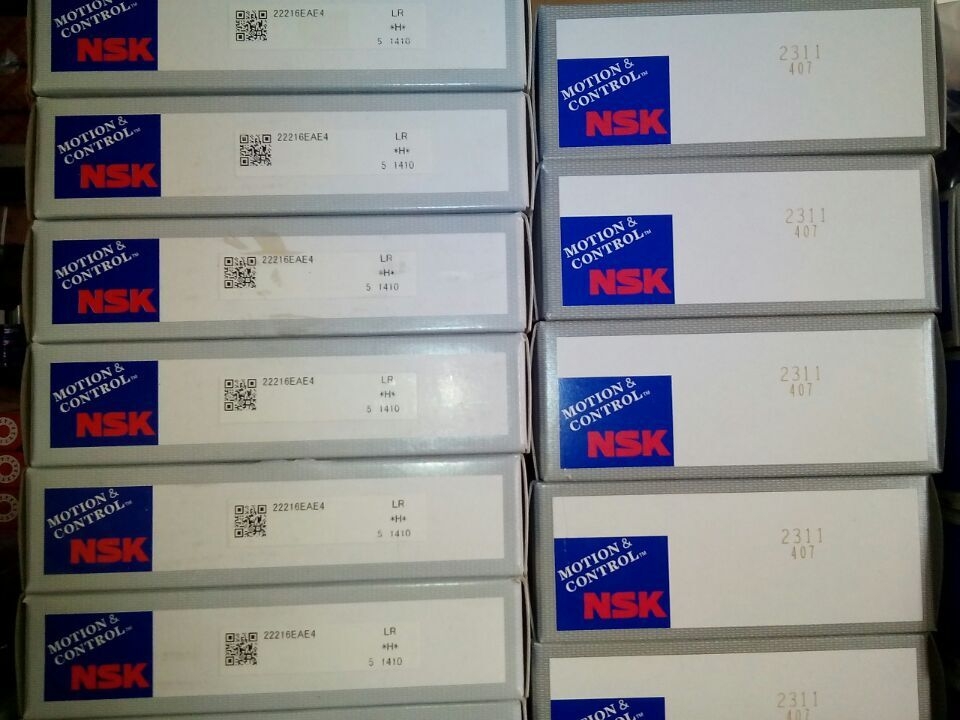 MOTION &
CONTROL™
NSK
22216EAE4
LR
*H*
5 1410
MOTION &
CONTROL™
NSK
22216EAE4
LR
*H*
5 1410
MOTION &
CONTROL™
NSK
22216EAE4
LR
*H*
5 1410
MOTION &
CONTROL™
NSK
22216EAE4
LR
*H*
5 1410
MOTION &
CONTROL™
NSK
22216EAE4
LR
*H*
5 1410
MOTION &
CONTROL™
NSK
22216EAE4
LR
*H*
5 1410
MOTION &
CONTROL™
NSK
2311
407
MOTION &
CONTROL™
NSK
2311
407
MOTION &
CONTROL™
NSK
2311
407
MOTION &
CONTROL™
NSK
2311
407
MOTION &
2311
407